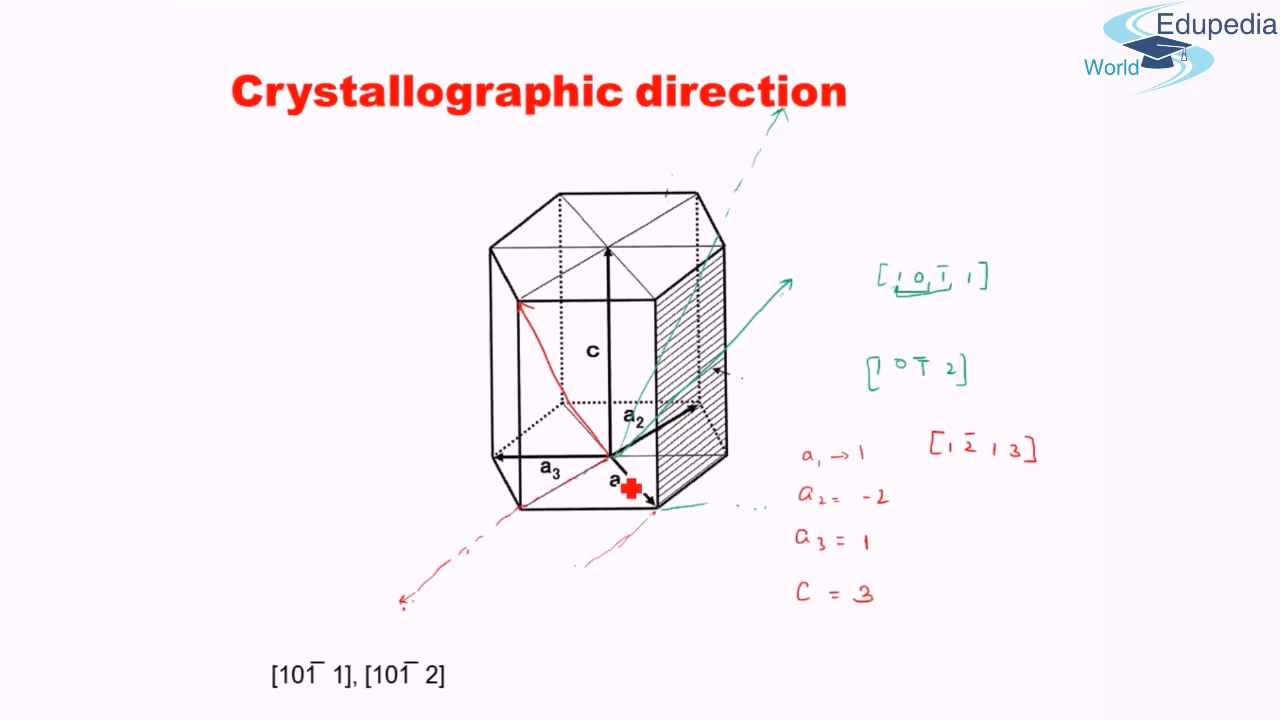 Edupedia
World
Crystallographic direction
[1 0 1̅ 1]
c
[1 0 1̅ 2]
a₂
a₁ → 1 [1 2̅ 1 3]
a₃
a
a₂ = -2
a₃ = 1
C = 3
[101̅ 1], [101̅ 2]